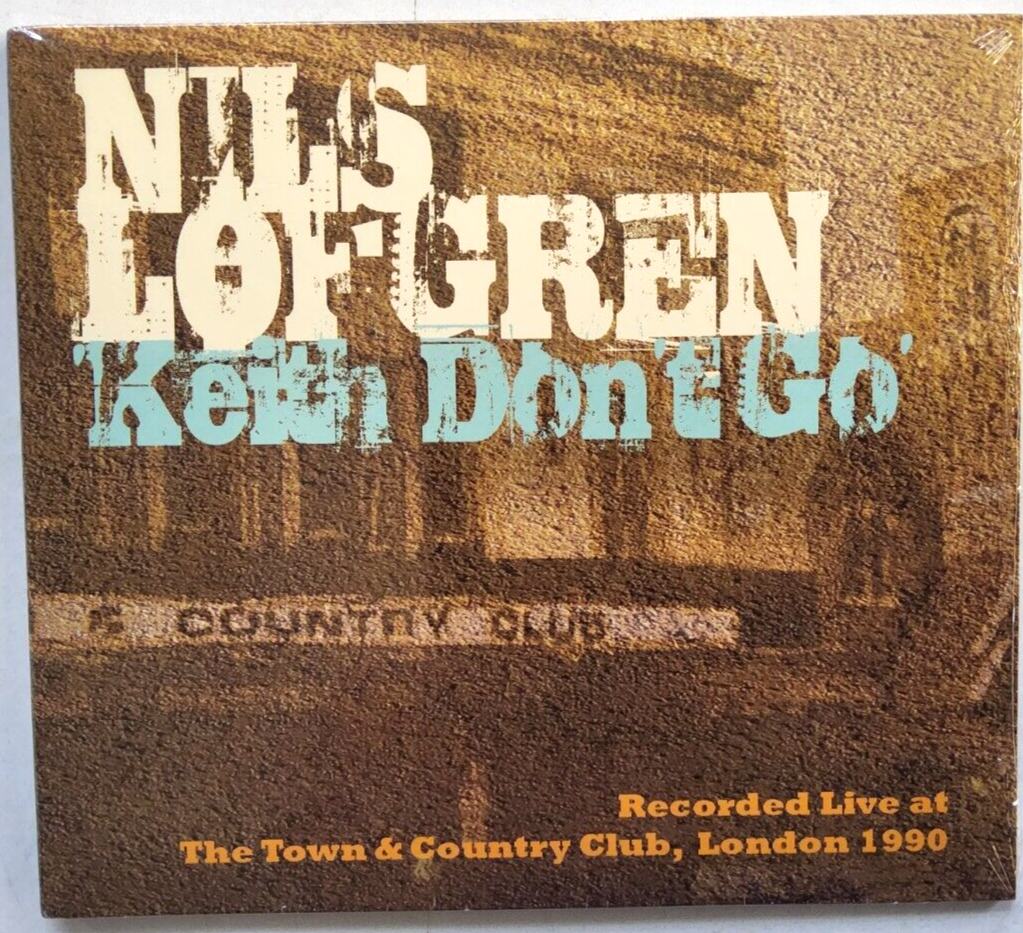 NILS
LOFGREN
'Keith Don't Go'
& COUNTRY CLUB
Recorded Live at
The Town & Country Club, London 1990